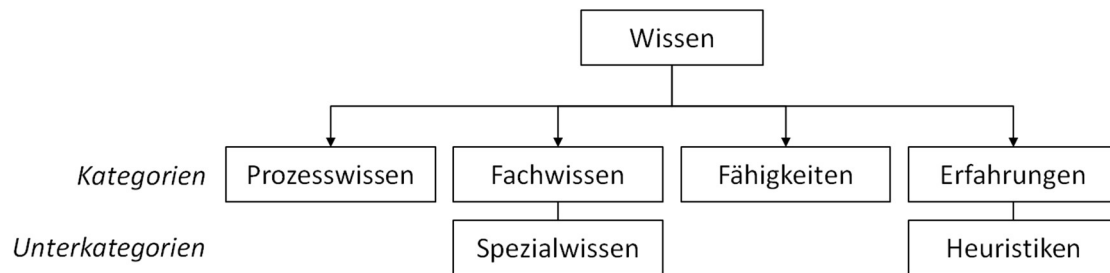 Wissen
Kategorien Prozesswissen Fachwissen Fähigkeiten Erfahrungen
Unterkategorien Spezialwissen Heuristiken